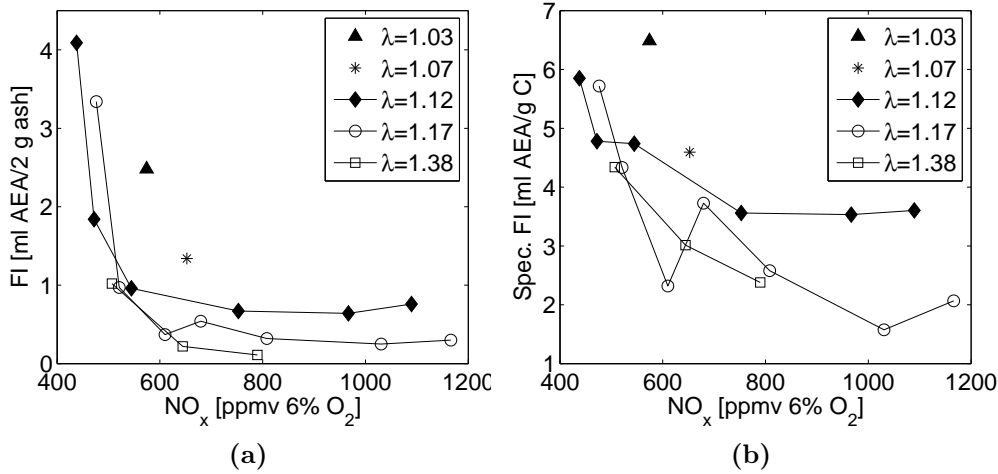 4
3
2
1
0
FI [ml AEA/2 g ash]
400 600 800 1000 1200
NOx [ppmv 6% O2]
λ=1.03
λ=1.07
λ=1.12
λ=1.17
λ=1.38
(a)
7
6
5
4
3
2
1
Spec. FI [ml AEA/g C]
400 600 800 1000 1200
NOx [ppmv 6% O2]
λ=1.03
λ=1.07
λ=1.12
λ=1.17
λ=1.38
(b)